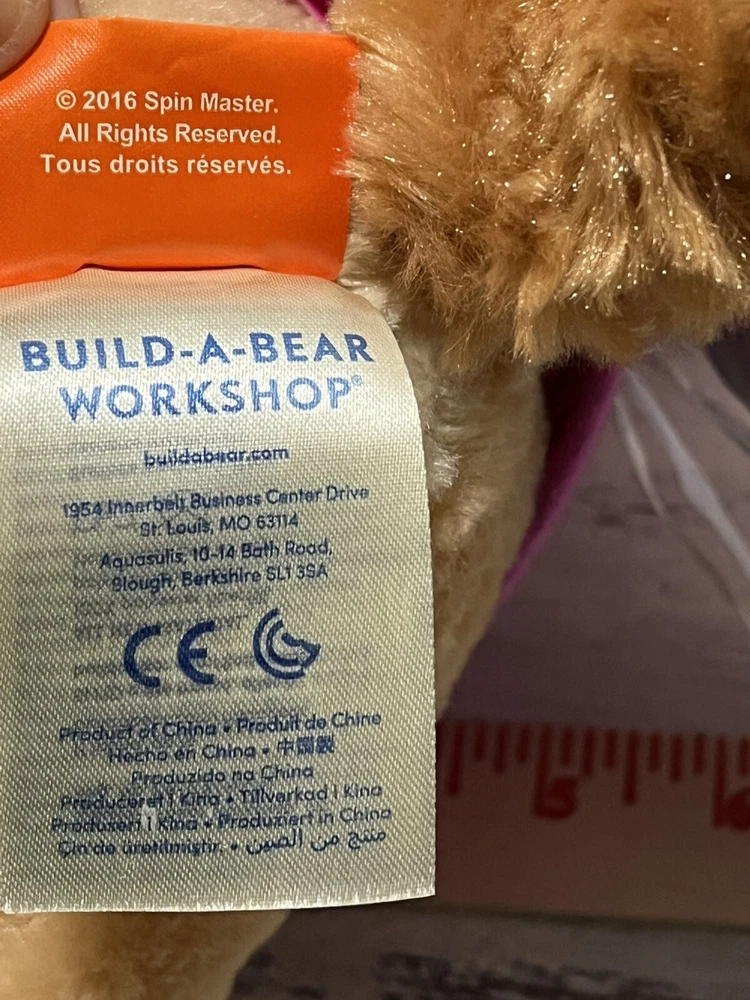 © 2016 Spin Master.
All Rights Reserved.
Tous droits réservés.
BUILD-A-BEAR
WORKSHOP®
buildabear.com
1954 Innerbelt Business Center Drive
St. Louis, MO 63114
Aquasulis, 10-14 Bath Road,
Slough, Berkshire SL1 3SA
CE
Product of China • Produit de Chine
Hecho en China • 中國製
Produzido na China
Produceret i Kina • Tillverkad i kina
Produsert i Kina • Produziert in China
Çin'de üretilmiştir. • منتج من الصين
5